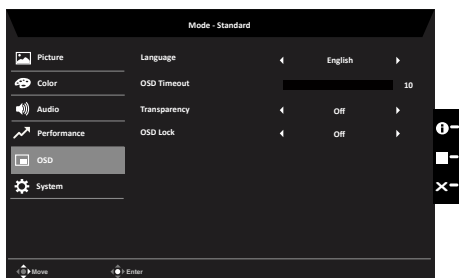 Mode - Standard
Picture
Language
English
Color
OSD Timeout
10
Audio
Transparency
Off
Performance
OSD Lock
Off
OSD
System
Move
Enter